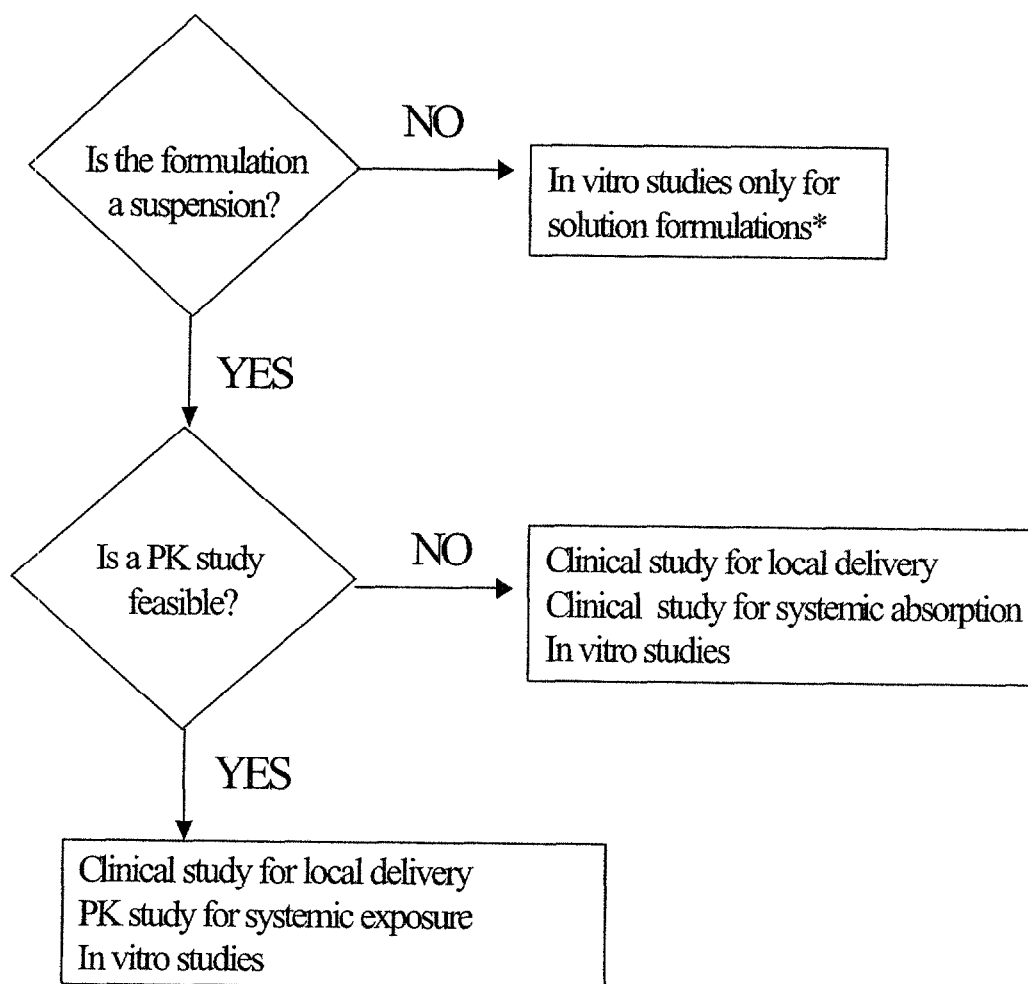 Is the formulation
a suspension?
NO
In vitro studies only for
solution formulations*
YES
Is a PK study
feasible?
NO
Clinical study for local delivery
Clinical study for systemic absorption
In vitro studies
YES
Clinical study for local delivery
PK study for systemic exposure
In vitro studies